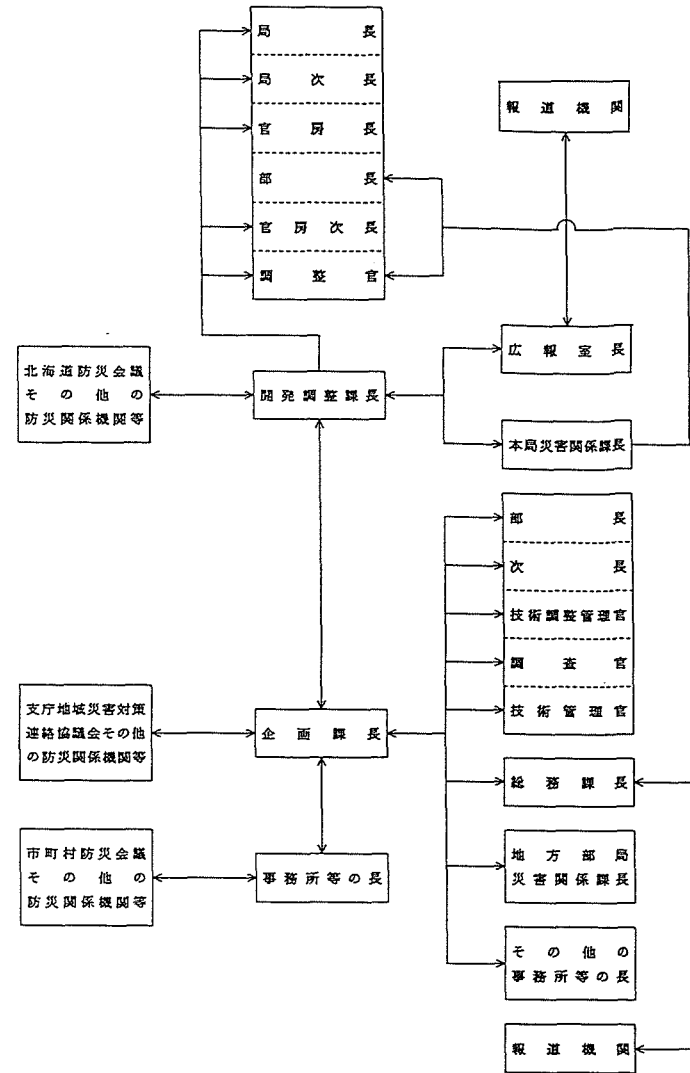 局長
局次長
官房長
部長
官房次長
調整官
報道機関
広報室長
北海道防災会議
その他の
防災関係機関等
開発調整課長
本局災害関係課長
部長
次長
技術調整管理官
調査官
技術管理官
支庁地域災害対策
連絡協議会その他
の防災関係機関等
企画課長
総務課長
市町村防災会議
その他の
防災関係機関等
事務所等の長
地方部局
災害関係課長
その他の
事務所等の長
報道機関